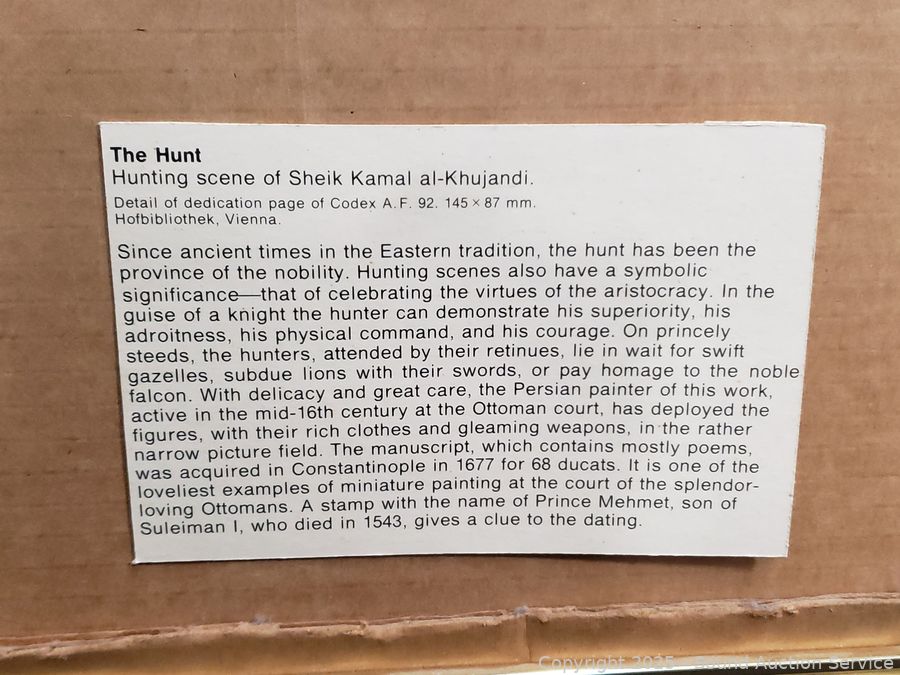 The Hunt
Hunting scene of Sheik Kamal al-Khujandi.
Detail of dedication page of Codex A.F. 92. 145 × 87 mm.
Hofbibliothek, Vienna.
Since ancient times in the Eastern tradition, the hunt has been the
province of the nobility. Hunting scenes also have a symbolic
significance—that of celebrating the virtues of the aristocracy. In the
guise of a knight the hunter can demonstrate his superiority, his
adroitness, his physical command, and his courage. On princely
steeds, the hunters, attended by their retinues, lie in wait for swift
gazelles, subdue lions with their swords, or pay homage to the noble
falcon. With delicacy and great care, the Persian painter of this work,
active in the mid-16th century at the Ottoman court, has deployed the
figures, with their rich clothes and gleaming weapons, in the rather
narrow picture field. The manuscript, which contains mostly poems,
was acquired in Constantinople in 1677 for 68 ducats. It is one of the
loveliest examples of miniature painting at the court of the splendor-
loving Ottomans. A stamp with the name of Prince Mehmet, son of
Suleiman I, who died in 1543, gives a clue to the dating.
Copyright 2025 Sound Auction Service